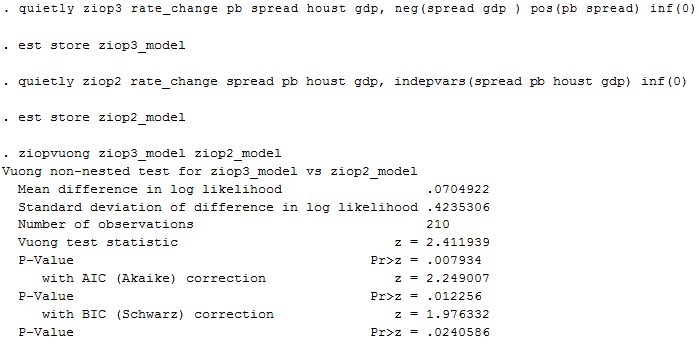 . quietly ziop3 rate_change pb spread houst gdp, neg(spread gdp ) pos(pb spread) inf(0)
. est store ziop3_model
. quietly ziop2 rate_change spread pb houst gdp, indepvars(spread pb houst gdp) inf(0)
. est store ziop2_model
. ziopvuong ziop3_model ziop2_model
Vuong non-nested test for ziop3_model vs ziop2_model
Mean difference in log likelihood .0704922
Standard deviation of difference in log likelihood .4235306
Number of observations 210
Vuong test statistic z = 2.411939
P-Value Pr>z = .007934
with AIC (Akaike) correction z = 2.249007
P-Value Pr>z = .012256
with BIC (Schwarz) correction z = 1.976332
P-Value Pr>z = .0240586